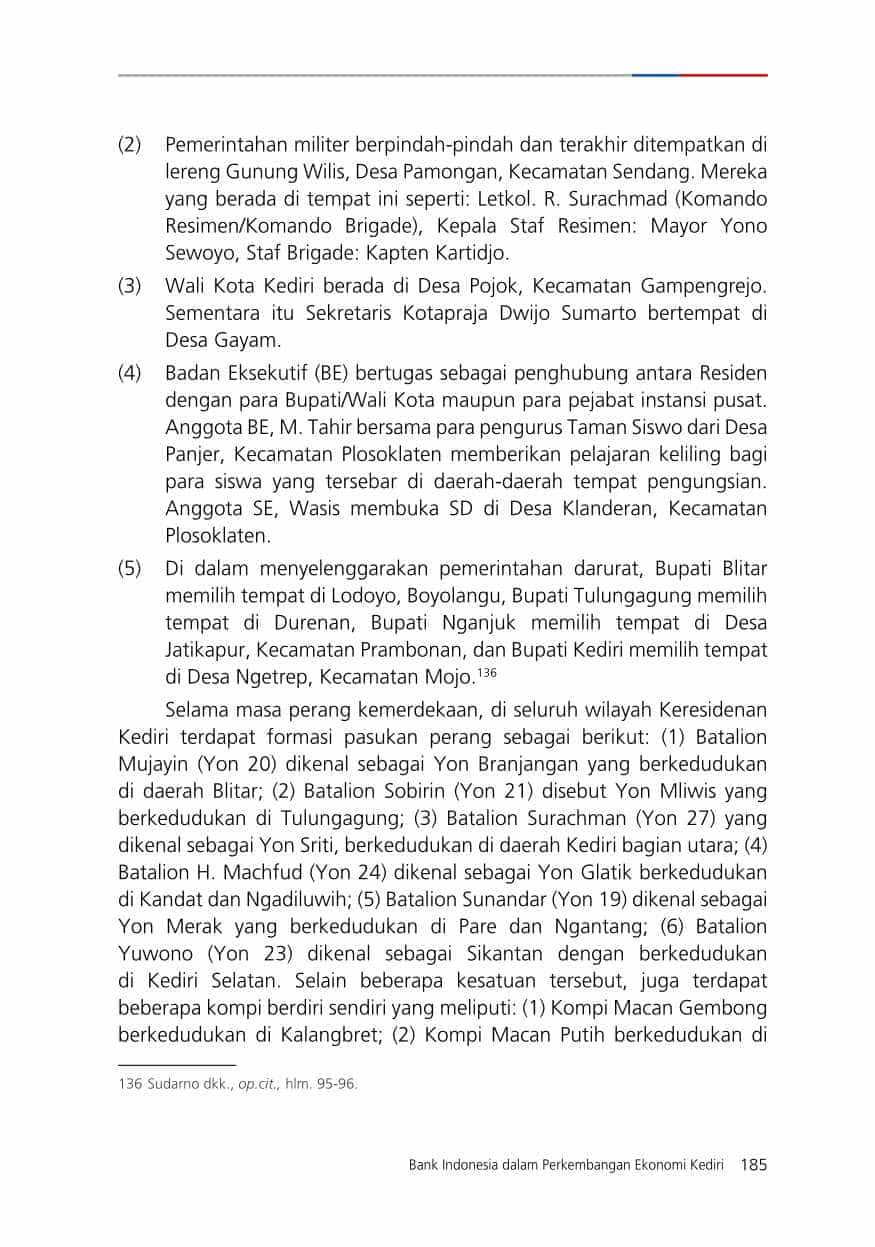 (2) Pemerintahan militer berpindah-pindah dan terakhir ditempatkan di
lereng Gunung Wilis, Desa Pamongan, Kecamatan Sendang. Mereka
yang berada di tempat ini seperti: Letkol. R. Surachmad (Komando
Resimen/Komando Brigade), Kepala Staf Resimen: Mayor Yono
Sewoyo, Staf Brigade: Kapten Kartidjo.
(3) Wali Kota Kediri berada di Desa Pojok, Kecamatan Gampengrejo.
Sementara itu Sekretaris Kotapraja Dwijo Sumarto bertempat di
Desa Gayam.
(4) Badan Eksekutif (BE) bertugas sebagai penghubung antara Residen
dengan para Bupati/Wali Kota maupun para pejabat instansi pusat.
Anggota BE, M. Tahir bersama para pengurus Taman Siswo dari Desa
Panjer, Kecamatan Plosoklaten memberikan pelajaran keliling bagi
para siswa yang tersebar di daerah-daerah tempat pengungsian.
Anggota SE, Wasis membuka SD di Desa Klanderan, Kecamatan
Plosoklaten.
(5) Di dalam menyelenggarakan pemerintahan darurat, Bupati Blitar
memilih tempat di Lodoyo, Boyolangu, Bupati Tulungagung memilih
tempat di Durenan, Bupati Nganjuk memilih tempat di Desa
Jatikapur, Kecamatan Prambonan, dan Bupati Kediri memilih tempat
di Desa Ngetrep, Kecamatan Mojo.136
Selama masa perang kemerdekaan, di seluruh wilayah Keresidenan
Kediri terdapat formasi pasukan perang sebagai berikut: (1) Batalion
Mujayin (Yon 20) dikenal sebagai Yon Branjangan yang berkedudukan
di daerah Blitar; (2) Batalion Sobirin (Yon 21) disebut Yon Mliwis yang
berkedudukan di Tulungagung; (3) Batalion Surachman (Yon 27) yang
dikenal sebagai Yon Sriti, berkedudukan di daerah Kediri bagian utara; (4)
Batalion H. Machfud (Yon 24) dikenal sebagai Yon Glatik berkedudukan
di Kandat dan Ngadiluwih; (5) Batalion Sunandar (Yon 19) dikenal sebagai
Yon Merak yang berkedudukan di Pare dan Ngantang; (6) Batalion
Yuwono (Yon 23) dikenal sebagai Sikantan dengan berkedudukan
di Kediri Selatan. Selain beberapa kesatuan tersebut, juga terdapat
beberapa kompi berdiri sendiri yang meliputi: (1) Kompi Macan Gembong
berkedudukan di Kalangbret; (2) Kompi Macan Putih berkedudukan di
136 Sudarno dkk., op.cit., hlm. 95-96.
Bank Indonesia dalam Perkembangan Ekonomi Kediri 185